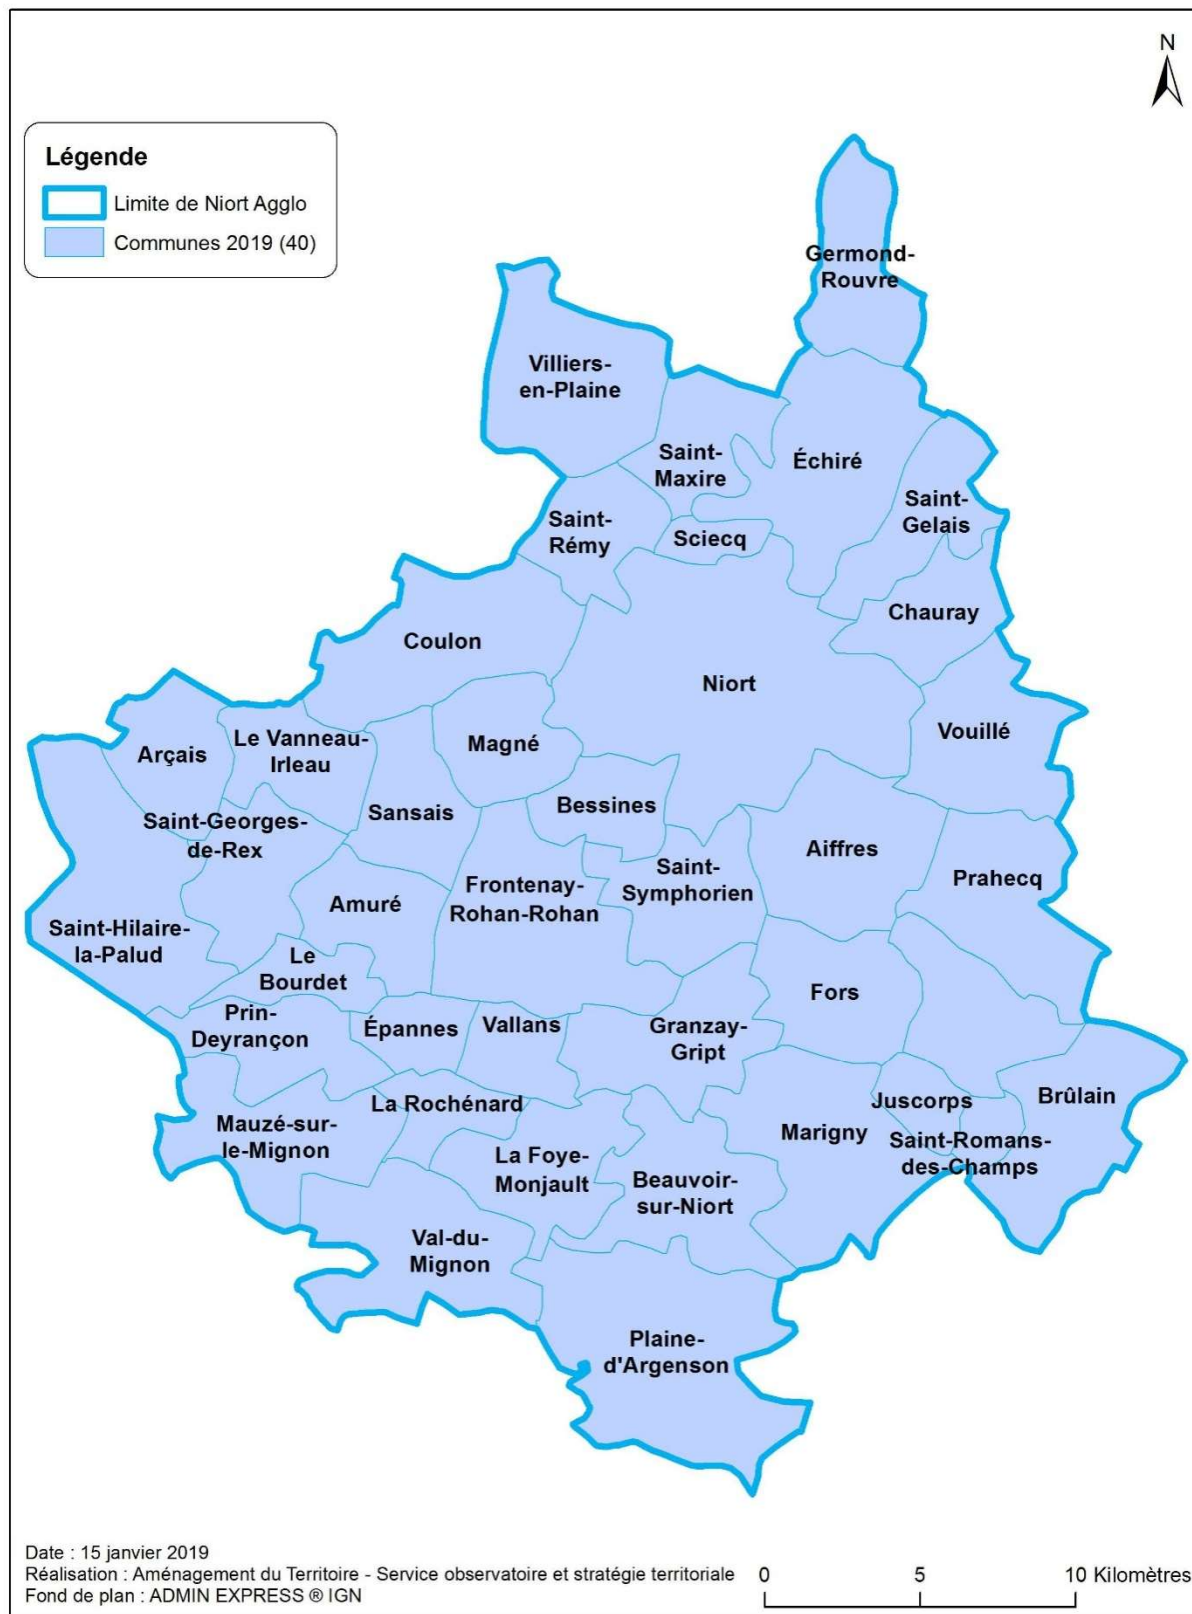 N
Légende
Limite de Niort Agglo
Communes 2019 (40)
Germond-
Rouvre
Villiers-
en-Plaine
Saint-
Maxire
Échiré
Saint-
Gelais
Saint-
Rémy
Sciecq
Chauray
Coulon
Niort
Vouillé
Arçais
Le Vanneau-
Irleau
Magné
Sansais
Bessines
Saint-Georges-
de-Rex
Aiffres
Saint-
Symphorien
Prahecq
Amuré
Frontenay-
Rohan-Rohan
Saint-Hilaire-
la-Palud
Le
Bourdet
Fors
Prin-
Deyrançon
Épannes
Vallans
Granzay-
Gript
La Rochénard
Juscorps
Brûlain
Mauzé-sur-
le-Mignon
Marigny
Saint-Romans-
des-Champs
La Foye-
Monjault
Beauvoir-
sur-Niort
Val-du-
Mignon
Plaine-
d'Argenson
Date : 15 janvier 2019
Réalisation : Aménagement du Territoire - Service observatoire et stratégie territoriale
Fond de plan : ADMIN EXPRESS ® IGN
0 5 10 Kilomètres